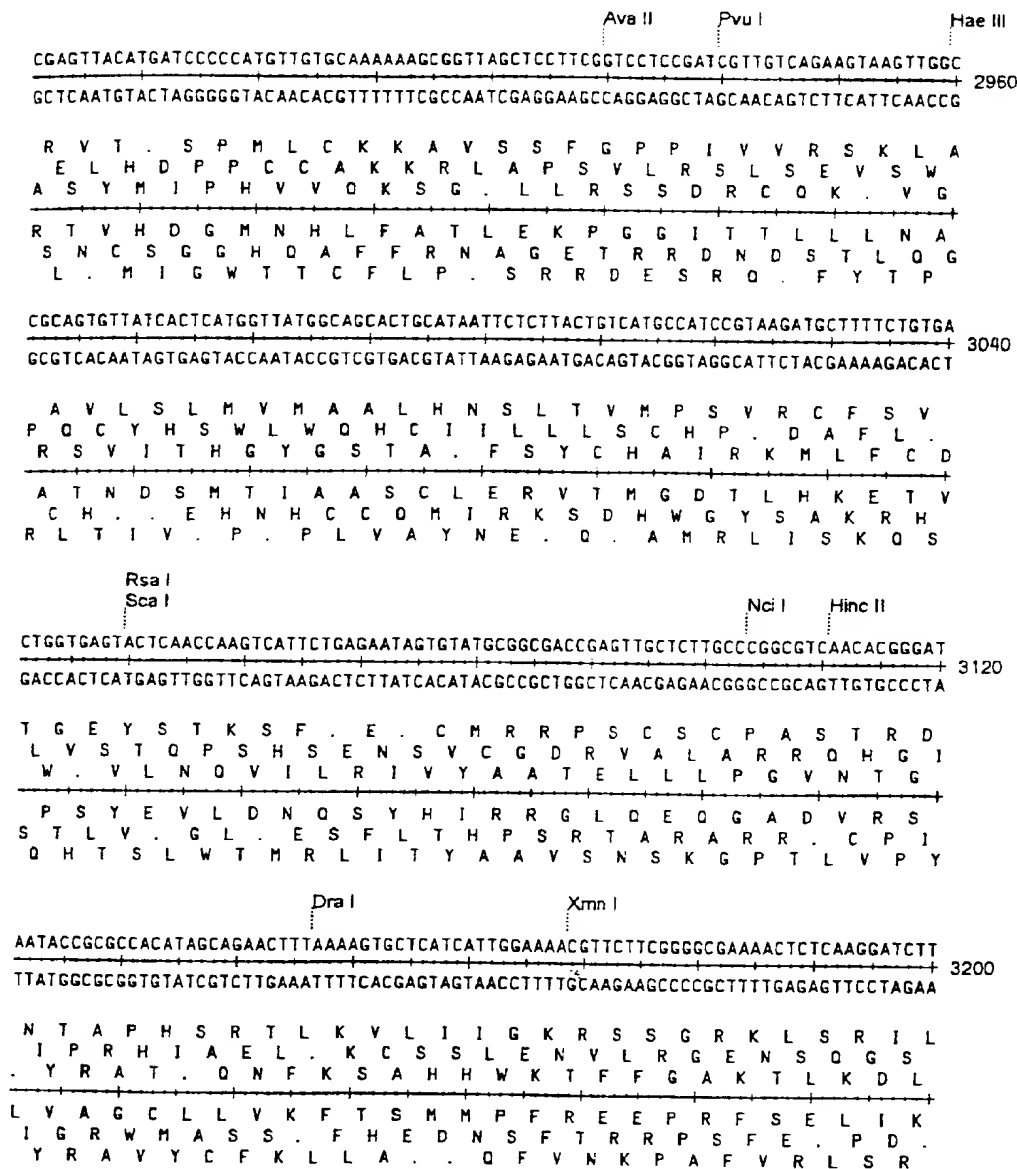 Ava II Pvu I Hae III
CGAGTTACATGATCCCCCATGTTGTGCAAAAAAGCGGTTAGCTCCTTCGGTCCTCCGATCGTTGTCAGAAGTAAGTTGGC
2960
GCTCAATGTACTAGGGGGTACAACACGTTTTTTCGCCAATCGAGGAAGCCAGGAGGCTAGCAACAGTCTTCATTCAACCG
R V T . S P M L C K K A V S S F G P P I V V R S K L A
E L H D P P C C A K K R L A P S V L R S L S E V S W
A S Y M I P H V V Q K S G . L L R S S D R C Q K . V G
R T V H D G M N H L F A T L E K P G G I T T L L L N A
S N C S G G H Q A F F R N A G E T R R D N D S T L Q G
L . M I G W T T C F L P . S R R D E S R Q . F Y T P
CGCAGTGTTATCACTCATGGTTATGGCAGCACTGCATAATTCTCTTACTGTCATGCCATCCGTAAGATGCTTTTCTGTGA
3040
GCGTCACAATAGTGAGTACCAATACCGTCGTGACGTATTAAGAGAATGACAGTACGGTAGGCATTCTACGAAAAGACACT
A V L S L M V M A A L H N S L T V M P S V R C F S V
P Q C Y H S W L W Q H C I I L L L S C H P . D A F L .
R S V I T H G Y G S T A . F S Y C H A I R K M L F C D
A T N D S M T I A A S C L E R V T M G D T L H K E T V
C H . . E H N H C C Q M I R K S D H W G Y S A K R H
R L T I V . P . P L V A Y N E . Q . A M R L I S K Q S
Rsa I
Sca I Nci I Hinc II
CTGGTGAGTACTCAACCAAGTCATTCTGAGAATAGTGTATGCGGCGACCGAGTTGCTCTTGCCCGGCGTCAACACGGGAT
3120
GACCACTCATGAGTTGGTTCAGTAAGACTCTTATCACATACGCCGCTGGCTCAACGAGAACGGGCCGCAGTTGTGCCCTA
T G E Y S T K S F . E . C M R R P S C S C P A S T R D
L V S T Q P S H S E N S V C G D R V A L A R R Q H G I
W . V L N Q V I L R I V Y A A T E L L L P G V N T G
P S Y E V L D N Q S Y H I R R G L Q E Q G A D V R S
S T L V . G L . E S F L T H P S R T A R A R R . C P I
Q H T S L W T M R L I T Y A A V S N S K G P T L V P Y
Dra I Xmn I
AATACCGCGCCACATAGCAGAACTTTAAAAGTGCTCATCATTGGAAAACGTTCTTCGGGGCGAAAACTCTCAAGGATCTT
3200
TTATGGCGCGGTGTATCGTCTTGAAATTTTCACGAGTAGTAACCTTTTGCAAGAAGCCCCGCTTTTGAGAGTTCCTAGAA
N T A P H S R T L K V L I I G K R S S G R K L S R I L
I P R H I A E L . K C S S L E N V L R G E N S Q G S
. Y R A T . Q N F K S A H H W K T F F G A K T L K D L
L V A G C L L V K F T S M M P F R E E P R F S E L I K
I G R W M A S S . F H E D N S F T R R P S F E . P D .
Y R A V Y C F K L L A . . Q F V N K P A F V R L S R